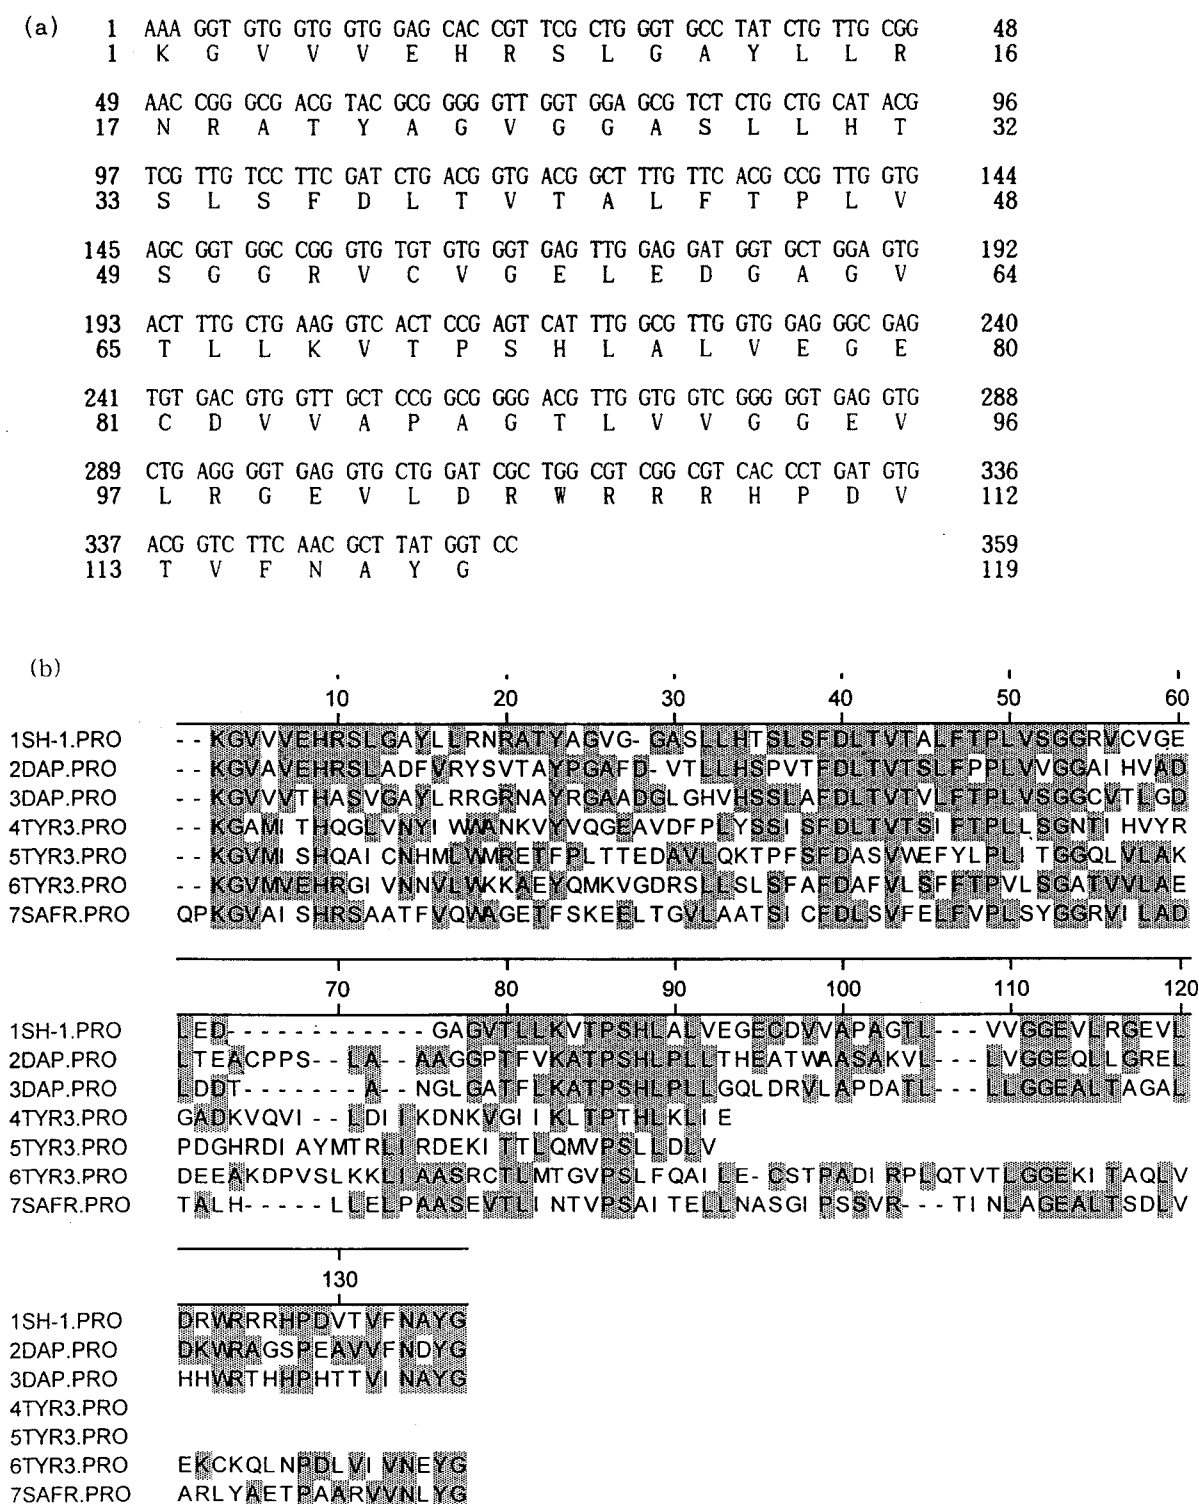 (a) 1 AAA GGT GTG GTG GTG GAG CAC CGT TCG CTG GGT GCC TAT CTG TTG CGG 48
1 K G V V V E H R S L G A Y L L R 16
49 AAC CGG GCG ACG TAC GCG GGG GTT GGT GGA GCG TCT CTG CTG CAT ACG 96
17 N R A T Y A G V G G A S L L H T 32
97 TCG TTG TCC TTC GAT CTG ACG GTG ACG GCT TTG TTC ACG CCG TTG GTG 144
33 S L S F D L T V T A L F T P L V 48
145 AGC GGT GGC CGG GTG TGT GTG GGT GAG TTG GAG GAT GGT GCT GGA GTG 192
49 S G G R V C V G E L E D G A G V 64
193 ACT TTG CTG AAG GTC ACT CCG AGT CAT TTG GCG TTG GTG GAG GGC GAG 240
65 T L L K V T P S H L A L V E G E 80
241 TGT GAC GTG GTT GCT CCG GCG GGG ACG TTG GTG GTC GGG GGT GAG GTG 288
81 C D V V A P A G T L V V G G E V 96
289 CTG AGG GGT GAG GTG CTG GAT CGC TGG CGT CGG CGT CAC CCT GAT GTG 336
97 L R G E V L D R W R R R H P D V 112
337 ACG GTC TTC AAC GCT TAT GGT CC 359
113 T V F N A Y G 119
(b)
10 20 30 40 50 60
1SH-1.PRO - - KGVVVEHRSLGAYLLRNRATYAGVG- GASLLHTSLSFDLTVTALFTPLVSGGRVCVGE
2DAP.PRO - - KGVAVEHRSLADFVRYSVTAYPGAFD- VTLLHSPVTFDLTVTSLFPPLVVGGAIHVAD
3DAP.PRO - - KGVVVTHASVGAYLRRGRNAYRGAADGLGHVHSSLAFDLTVTVLFTPLVSGGCVTLGD
4TYR3.PRO - - KGAMITHQGLVNYIWWANKVYVQGEAVDFPLYSSISFDLTVTSIFTPLLSGNTIHVYR
5TYR3.PRO - - KGVMISHQAICNHMLWMRETFPLTTEDAVLQKTPFSFDASVWEFYLPLITGGQLVLAK
6TYR3.PRO - - KGVMVEHRGIVNNVLWKKAEYQMKVGDRSLLSLSFAFDAFVLSFFTPVLSGATVVLAE
7SAFR.PRO QPKGVAISHRSAATFVQWAGETFSKEELTGVLAATSICFDLSVFELFVPLSYGGRVILAD
70 80 90 100 110 120
1SH-1.PRO LED- - - - - - - - - - - - GAGVTLLKVTPSHLALVEGECDVVAPAGTL- - - VVGGEVLRGEVL
2DAP.PRO LTEACPPS- - LA- - AAGGPTFVKATPSHLPLLTHEATWAASAKVL- - - LVGGEQLLGREL
3DAP.PRO LDDT- - - - - - - A- - NGLGATFLKATPSHLPLLGQLDRVLAPDATL- - - LLGGEALTAGAL
4TYR3.PRO GADKVQVI- - LDIIKDNKVGIIKLTPTHLKLIE
5TYR3.PRO PDGHRDIAYMTRLIRDEKITTLQMVPSLLDLV
6TYR3.PRO DEEAKDPVSLKKLIAASRCTLMTGVPSLFQAILE- CSTPADIRPLQTVTLGGEKITAQLV
7SAFR.PRO TALH- - - - - LLELPAASEVTLINTVPSAITELLNASGIPSSVR- - - TINLAGEALTSDLV
130
1SH-1.PRO DRWRRRHPDVTVFNAYG
2DAP.PRO DKWRAGSPEAVVFNDYG
3DAP.PRO HHWRTHHPHTTVINAYG
4TYR3.PRO
5TYR3.PRO
6TYR3.PRO EKCKQLNPDLVIVNEYG
7SAFR.PRO ARLYAETPAARVVNLYG